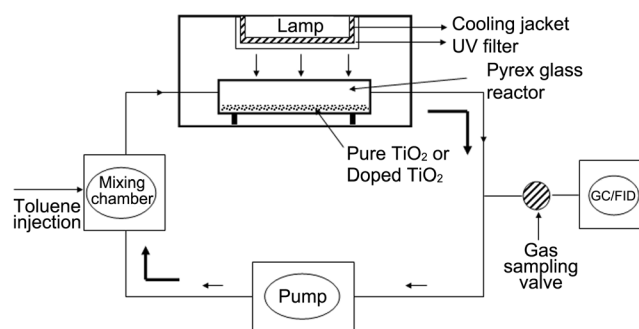 Lamp
Cooling jacket
UV filter
Pyrex glass
reactor
Pure TiO₂ or
Doped TiO₂
Mixing
chamber
Toluene
injection
GC/FID
Gas
sampling
valve
Pump